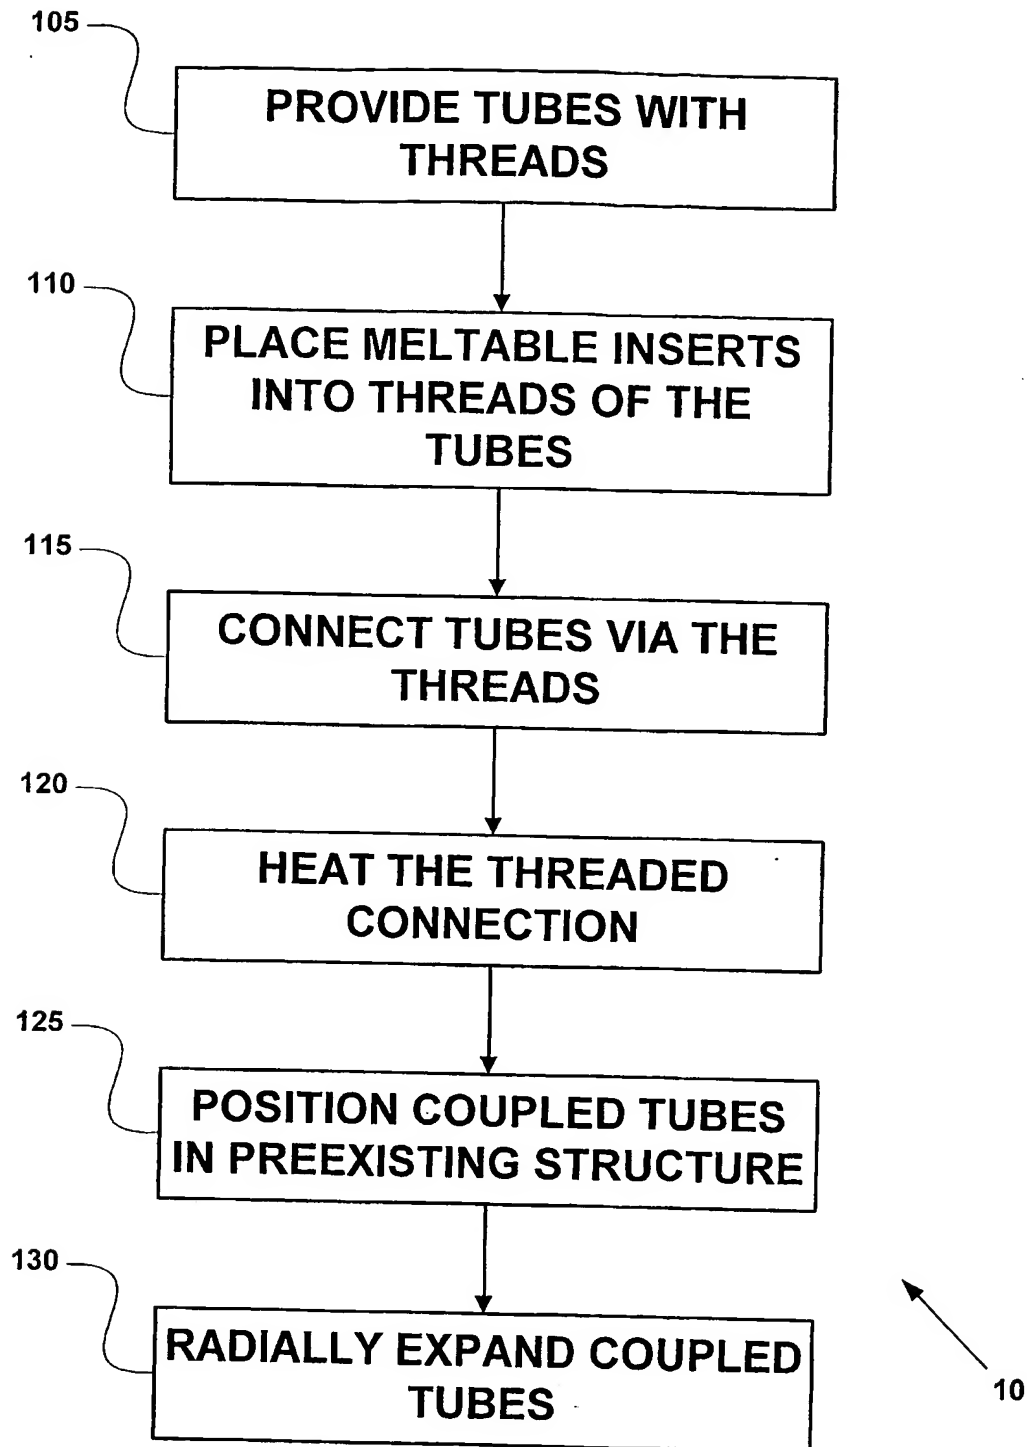 105
PROVIDE TUBES WITH
THREADS
110
PLACE MELTABLE INSERTS
INTO THREADS OF THE
TUBES
115
CONNECT TUBES VIA THE
THREADS
120
HEAT THE THREADED
CONNECTION
125
POSITION COUPLED TUBES
IN PREEXISTING STRUCTURE
130
RADIALLY EXPAND COUPLED
TUBES
10